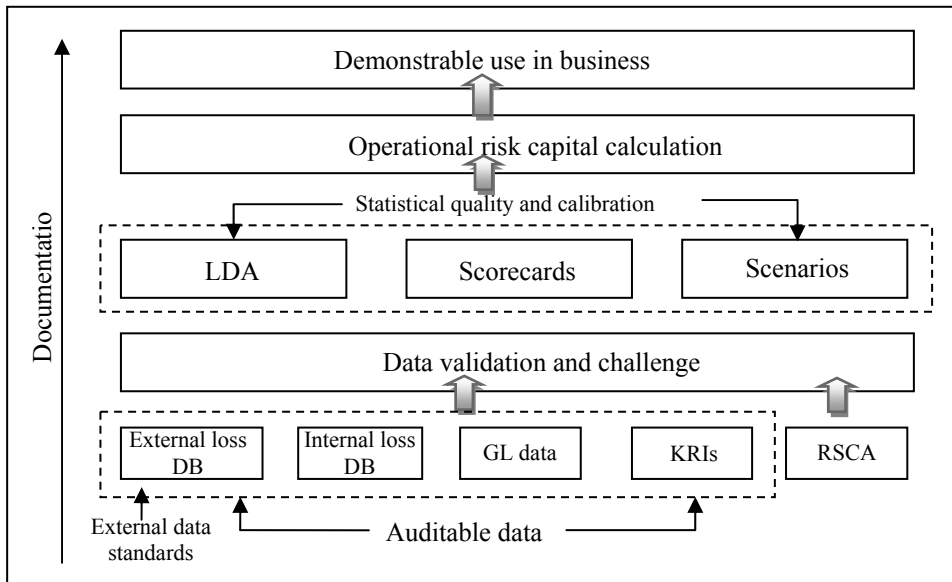 Demonstrable use in business
Operational risk capital calculation
Statistical quality and calibration
LDA
Scorecards
Scenarios
Documentatio
Data validation and challenge
External loss
DB
Internal loss
DB
GL data
KRIs
RSCA
External data
standards
Auditable data